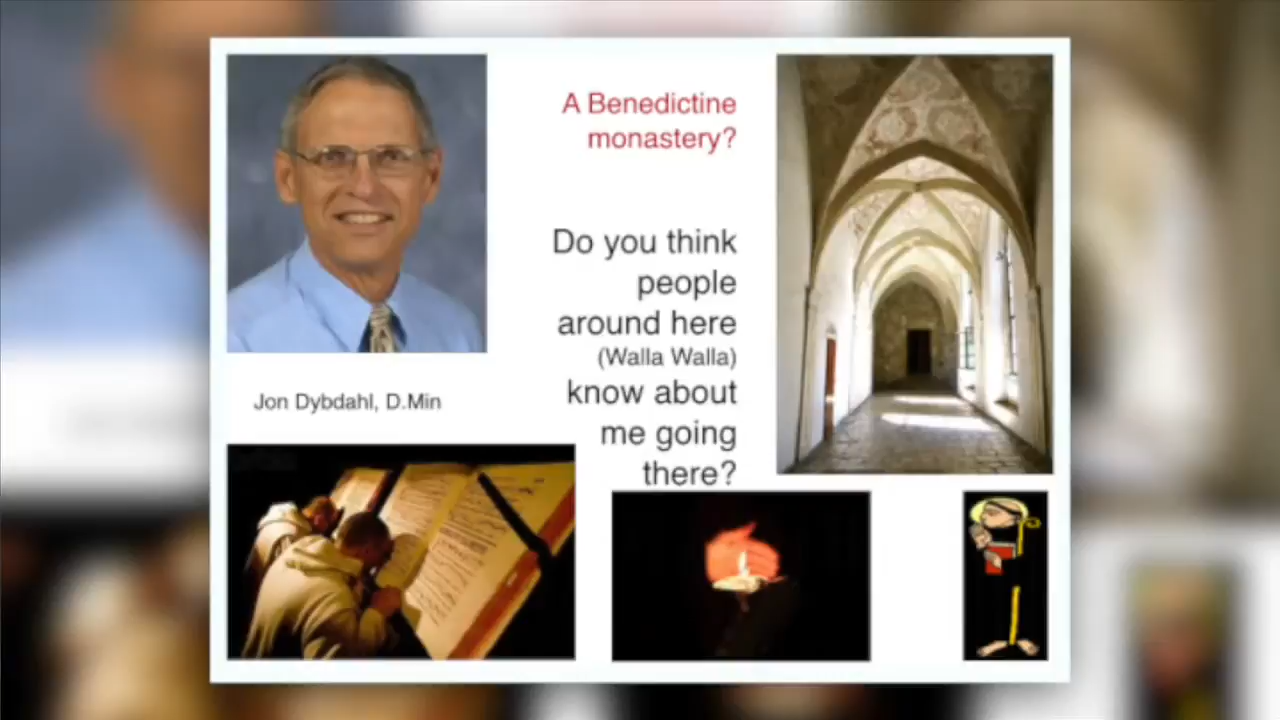 A Benedictine
monastery?
Do you think
people
around here
(Walla Walla)
know about
me going
there?
Jon Dybdahl, D.Min